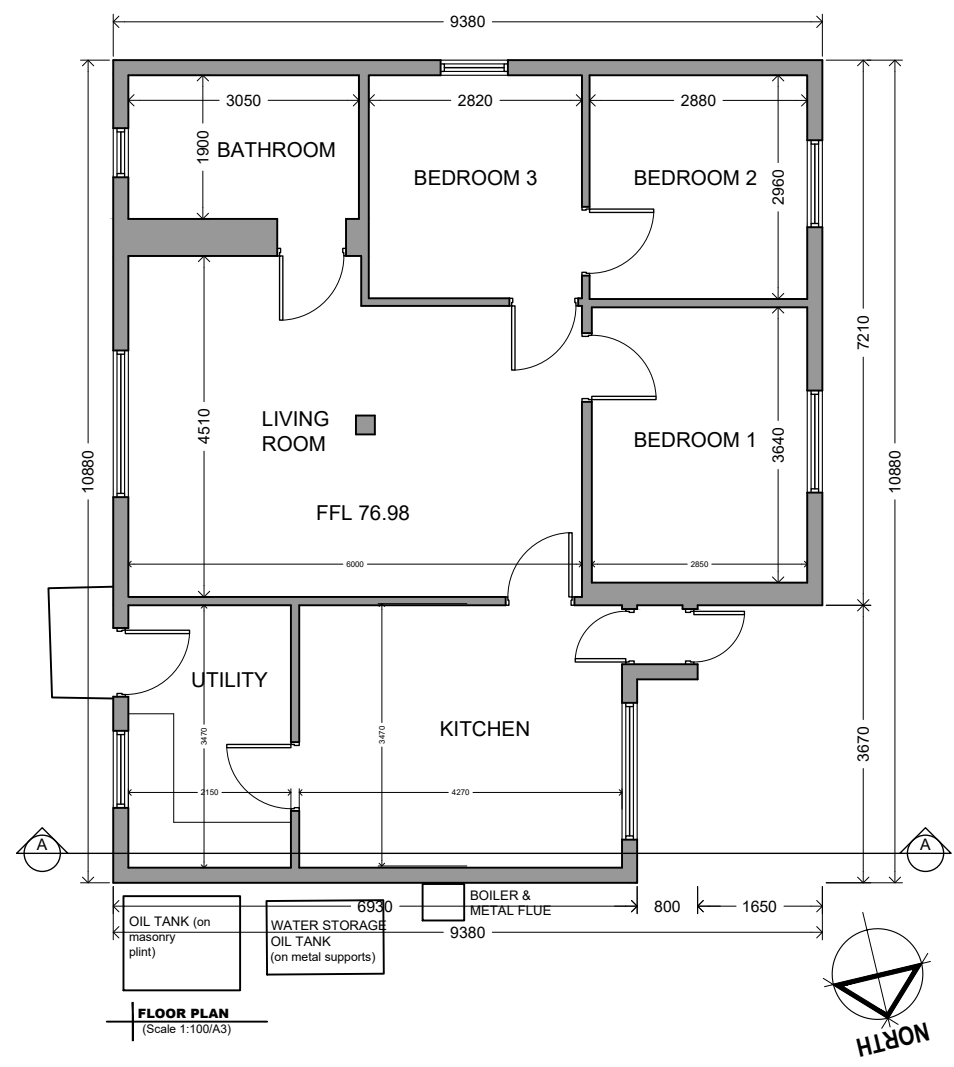 9380
3050
2820
2880
1900
BATHROOM
BEDROOM 3
BEDROOM 2
2960
7210
4510
LIVING
ROOM
BEDROOM 1
3640
10880
10880
FFL 76.98
6000
2850
UTILITY
3470
3470
KITCHEN
3670
2150
4270
A
A
BOILER &
METAL FLUE
6930
800
1650
OIL TANK (on
masonry
plint)
WATER STORAGE
OIL TANK
(on metal supports)
9380
FLOOR PLAN
(Scale 1:100/A3)
NORTH